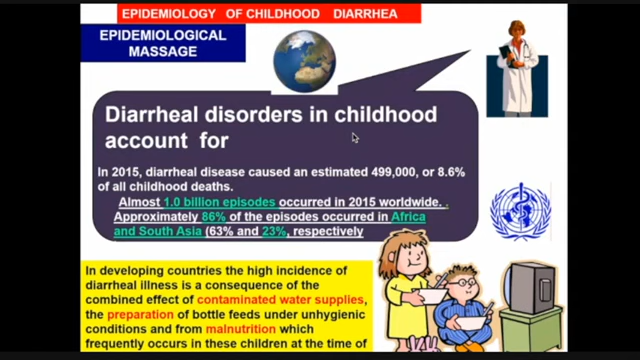 EPIDEMIOLOGY OF CHILDHOOD DIARRHEA
EPIDEMIOLOGICAL
MASSAGE
Diarrheal disorders in childhood
account for
In 2015, diarrheal disease caused an estimated 499,000, or 8.6%
of all childhood deaths.
Almost 1.0 billion episodes occurred in 2015 worldwide. .
Approximately 86% of the episodes occurred in Africa
and South Asia (63% and 23%, respectively
In developing countries the high incidence of
diarrheal illness is a consequence of the
combined effect of contaminated water supplies,
the preparation of bottle feeds under unhygienic
conditions and from malnutrition which
frequently occurs in these children at the time of